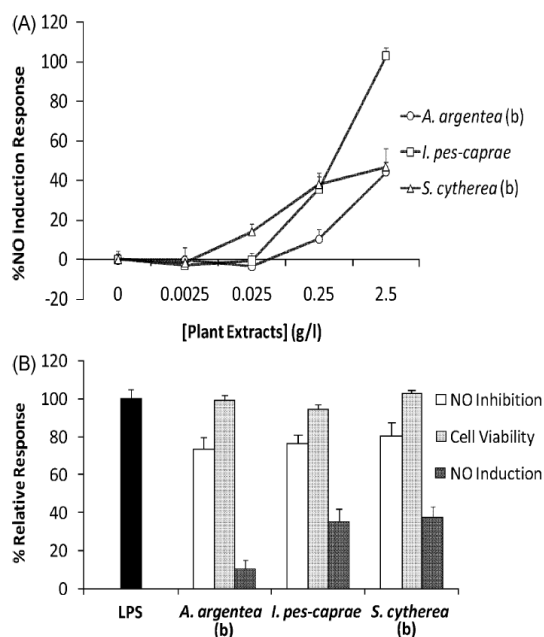 (A)
120
100
80
60
40
20
0
-20
%NO Induction Response
0 0.0025 0.025 0.25 2.5
[Plant Extracts] (g/l)
A. argentea (b)
I. pes-caprae
S. cytherea (b)
(B)
120
100
80
60
40
20
0
% Relative Response
NO Inhibition
Cell Viability
NO Induction
LPS A. argentea I. pes-caprae S. cytherea
(b) (b)